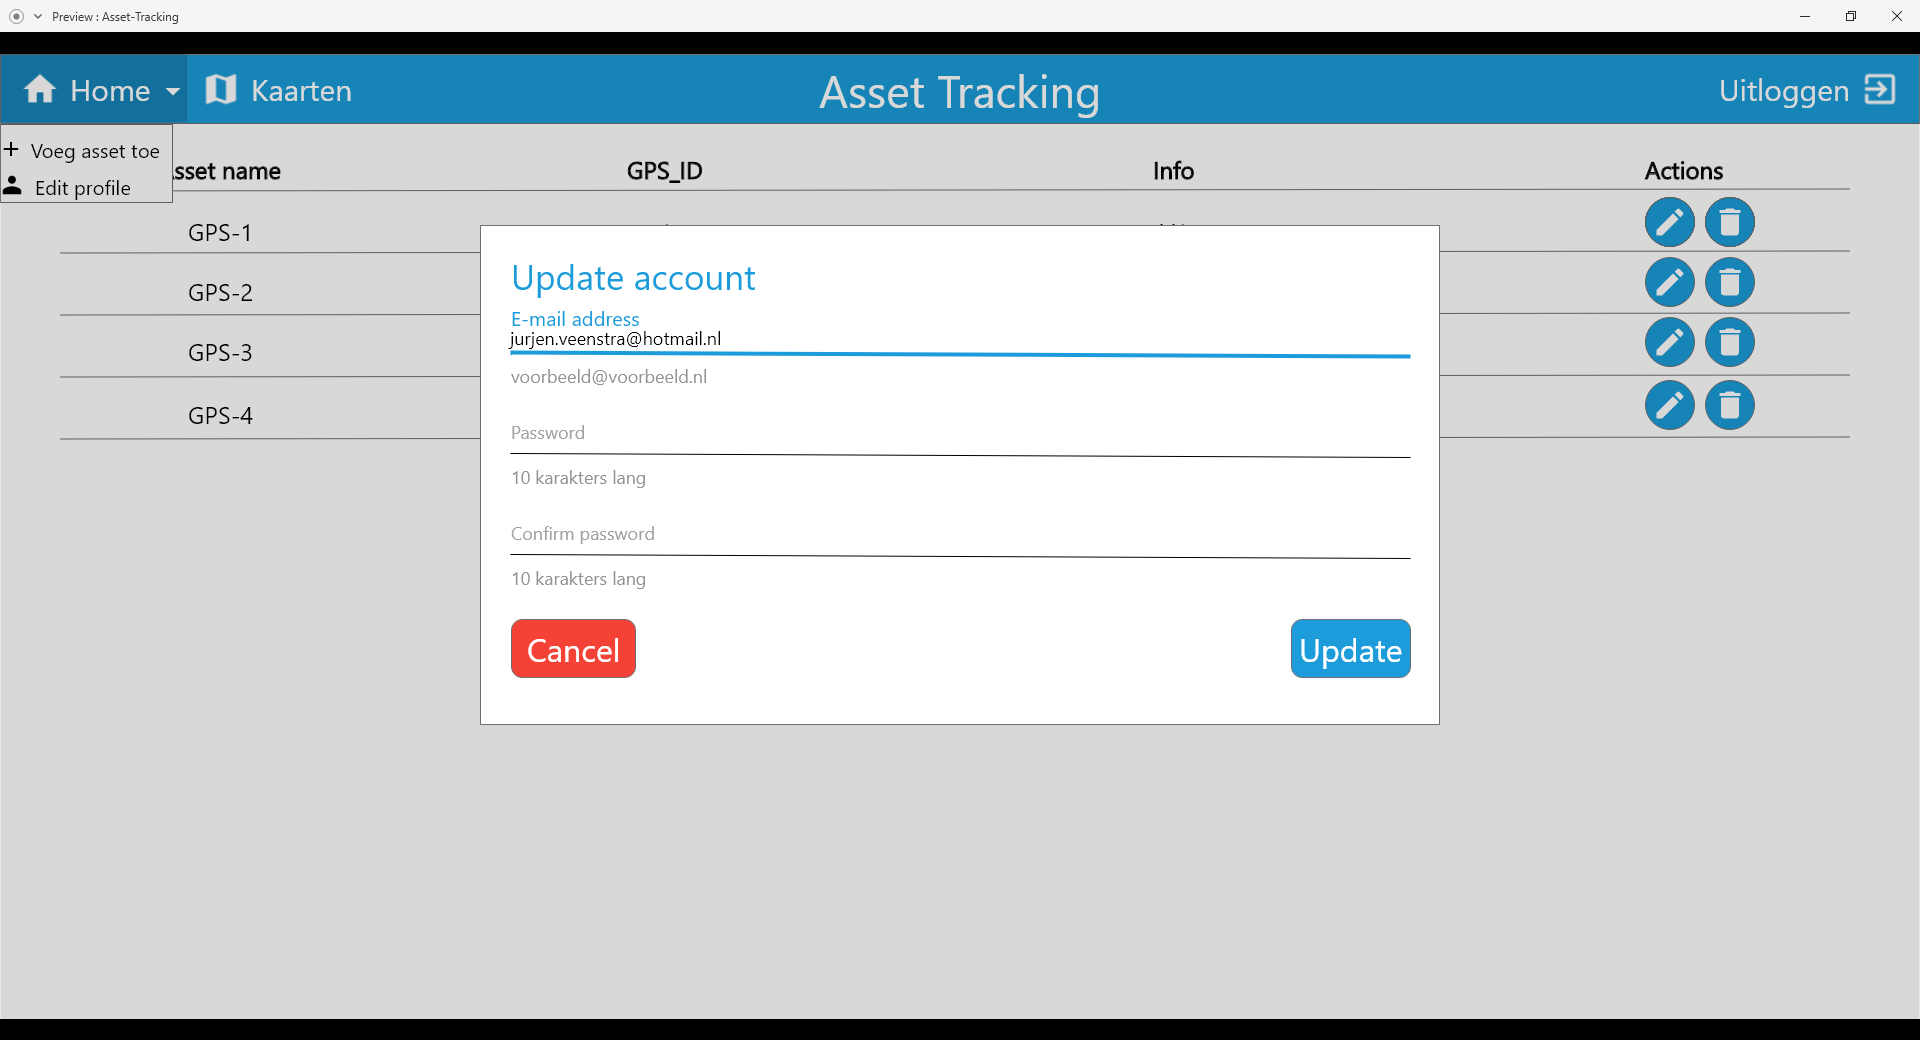 Preview : Asset-Tracking
Home
Kaarten
Asset Tracking
Uitloggen
Voeg asset toe
Edit profile
sset name
GPS_ID
Info
Actions
GPS-1
GPS-2
GPS-3
GPS-4
Update account
E-mail address
jurjen.veenstra@hotmail.nl
voorbeeld@voorbeeld.nl
Password
10 karakters lang
Confirm password
10 karakters lang
Cancel
Update